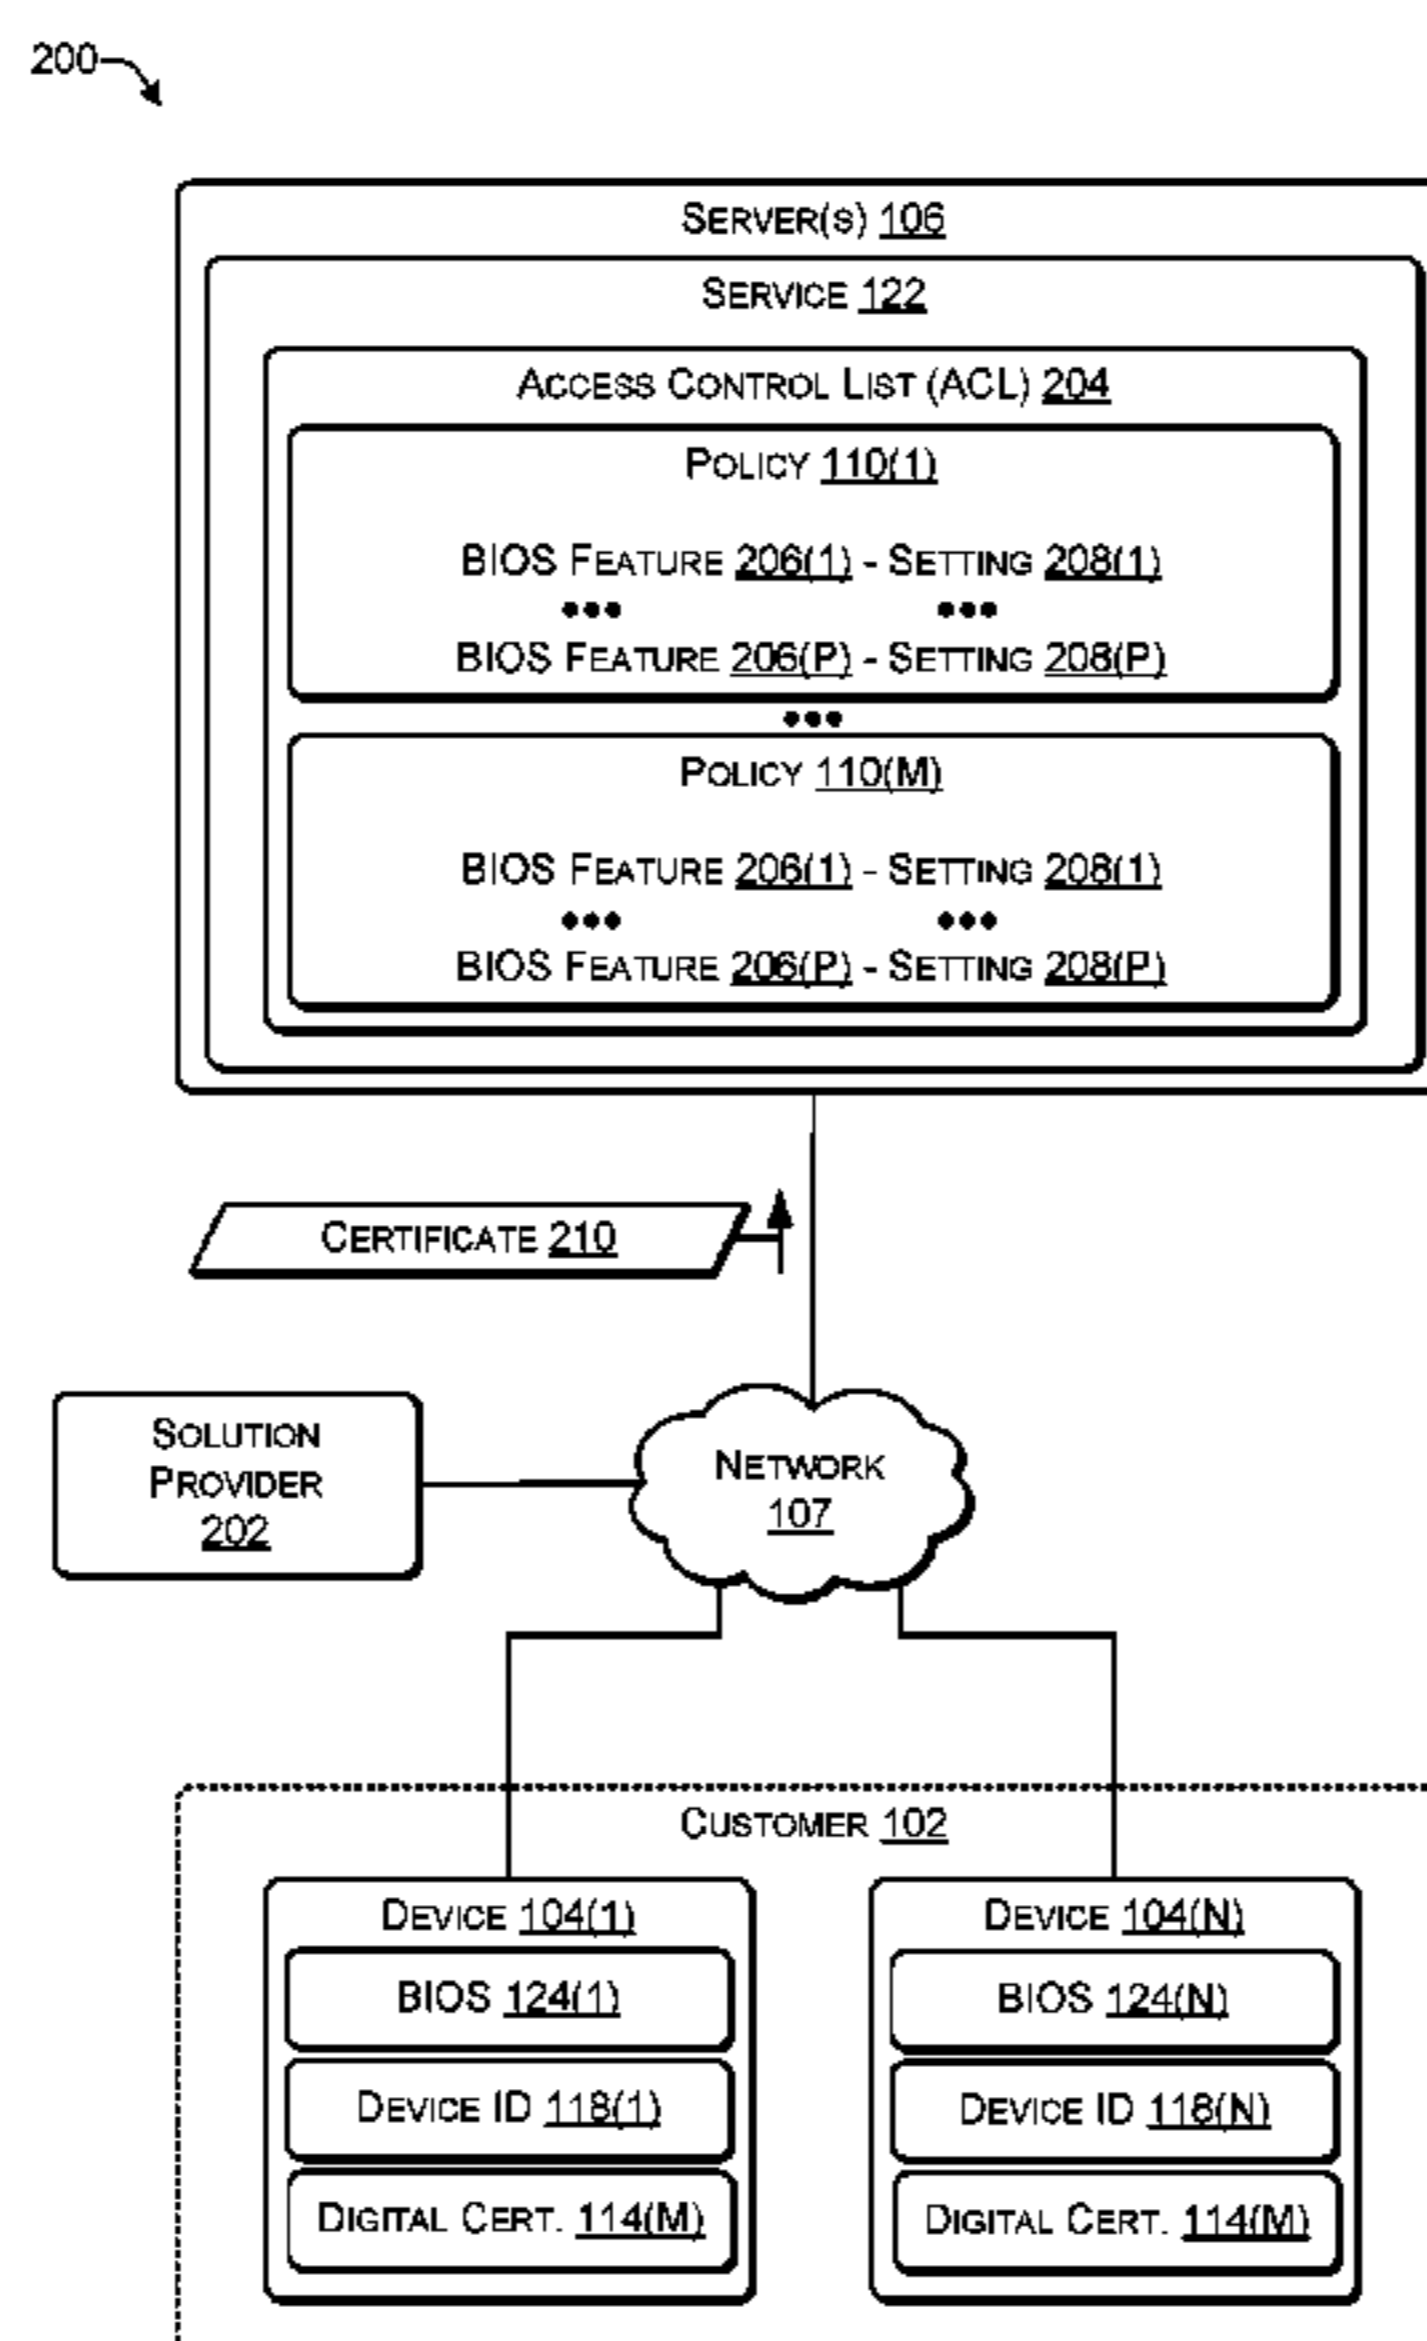 200
SERVER(S) 106
SERVICE 122
ACCESS CONTROL LIST (ACL) 204
POLICY 110(1)
BIOS FEATURE 206(1) - SETTING 208(1)
••• •••
BIOS FEATURE 206(P) - SETTING 208(P)
•••
POLICY 110(M)
BIOS FEATURE 206(1) - SETTING 208(1)
••• •••
BIOS FEATURE 206(P) - SETTING 208(P)
CERTIFICATE 210
SOLUTION
PROVIDER
202
NETWORK
107
CUSTOMER 102
DEVICE 104(1)
BIOS 124(1)
DEVICE ID 118(1)
DIGITAL CERT. 114(M)
DEVICE 104(N)
BIOS 124(N)
DEVICE ID 118(N)
DIGITAL CERT. 114(M)